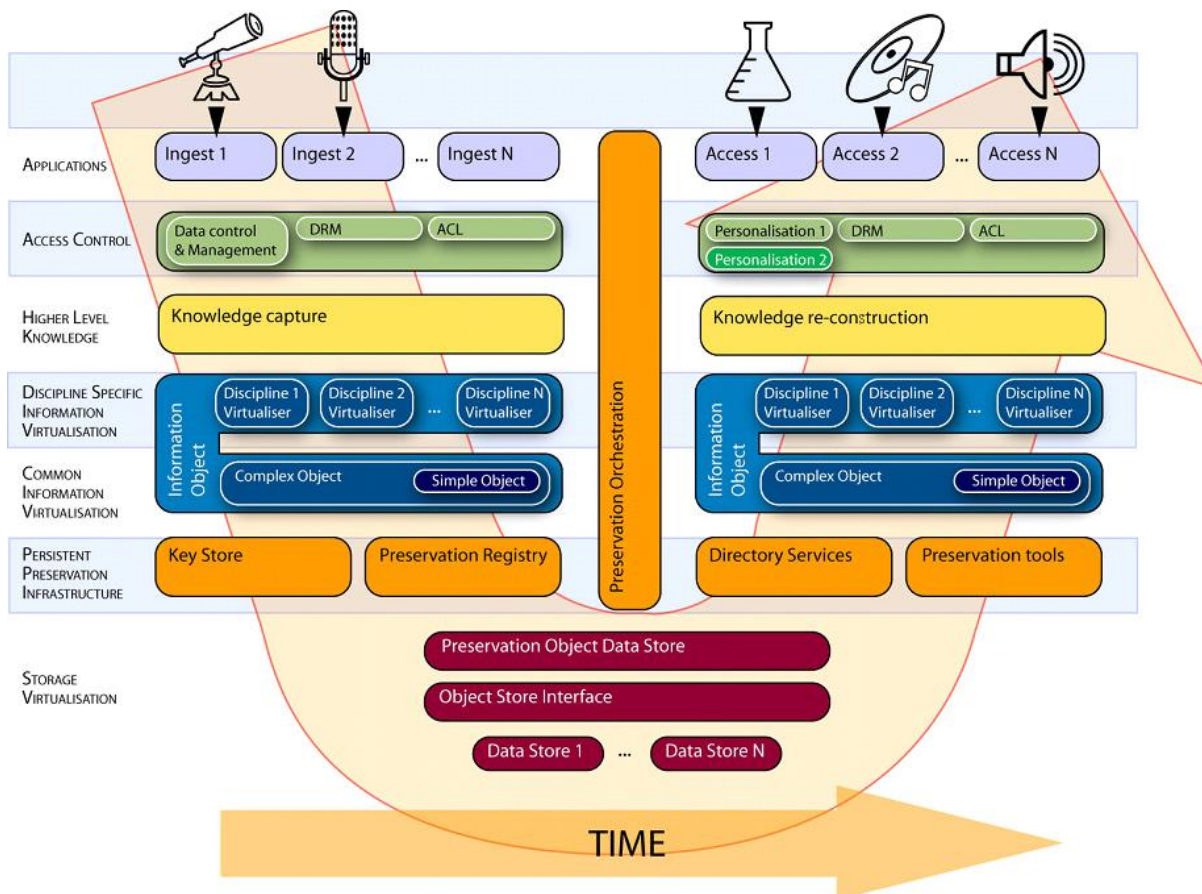 APPLICATIONS
Ingest 1
Ingest 2
...
Ingest N
Access 1
Access 2
...
Access N
ACCESS CONTROL
Data control
& Management
DRM
ACL
Personalisation 1
Personalisation 2
DRM
ACL
HIGHER LEVEL
KNOWLEDGE
Knowledge capture
Knowledge re-construction
DISCIPLINE SPECIFIC
INFORMATION
VIRTUALISATION
Discipline 1
Virtualiser
Discipline 2
Virtualiser
...
Discipline N
Virtualiser
Discipline 1
Virtualiser
Discipline 2
Virtualiser
...
Discipline N
Virtualiser
COMMON
INFORMATION
VIRTUALISATION
Information
Object
Complex Object
Simple Object
Information
Object
Complex Object
Simple Object
Preservation Orchestration
PERSISTENT
PRESERVATION
INFRASTRUCTURE
Key Store
Preservation Registry
Directory Services
Preservation tools
STORAGE
VIRTUALISATION
Preservation Object Data Store
Object Store Interface
Data Store 1
...
Data Store N
TIME